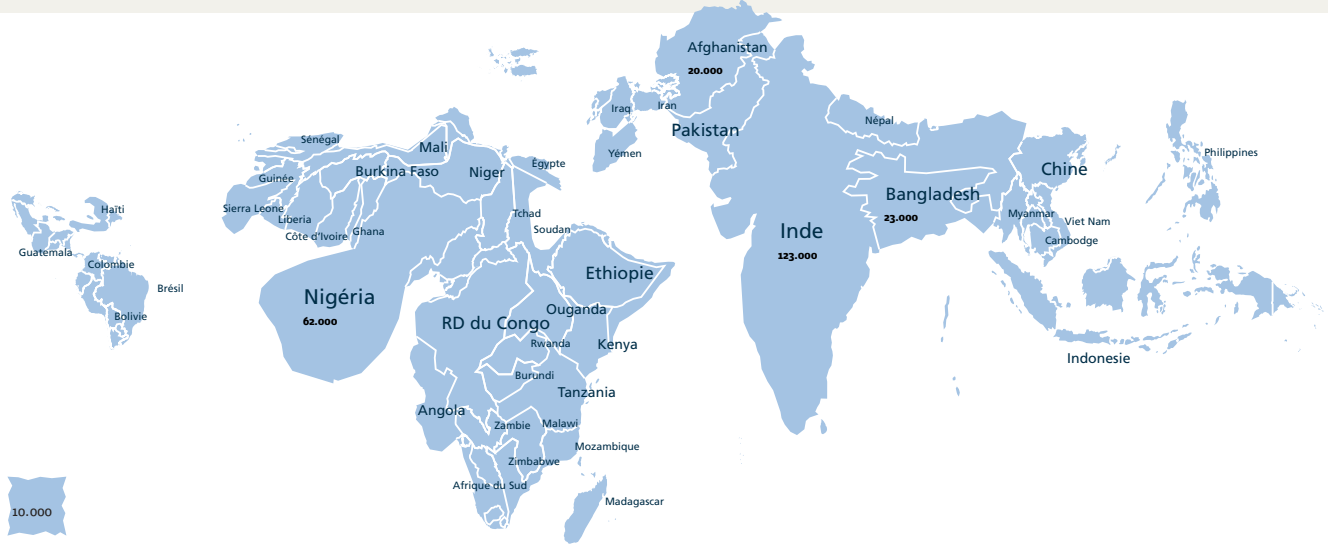 Afghanistan
20.000
Iraq
Iran
Pakistan
Népal
Yémen
Sénégal
Mali
Burkina Faso
Niger
Égypte
Guinée
Sierra Leone
Liberia
Côte d'Ivoire
Ghana
Tchad
Soudan
Haïti
Guatemala
Colombie
Brésil
Bolivie
Nigéria
62.000
Ethiopie
RD du Congo
Ouganda
Rwanda
Kenya
Burundi
Tanzania
Angola
Zambie
Malawi
Mozambique
Zimbabwe
Afrique du Sud
Madagascar
Inde
123.000
Bangladesh
23.000
Chine
Myanmar
Viet Nam
Cambodge
Philippines
Indonesie
10.000